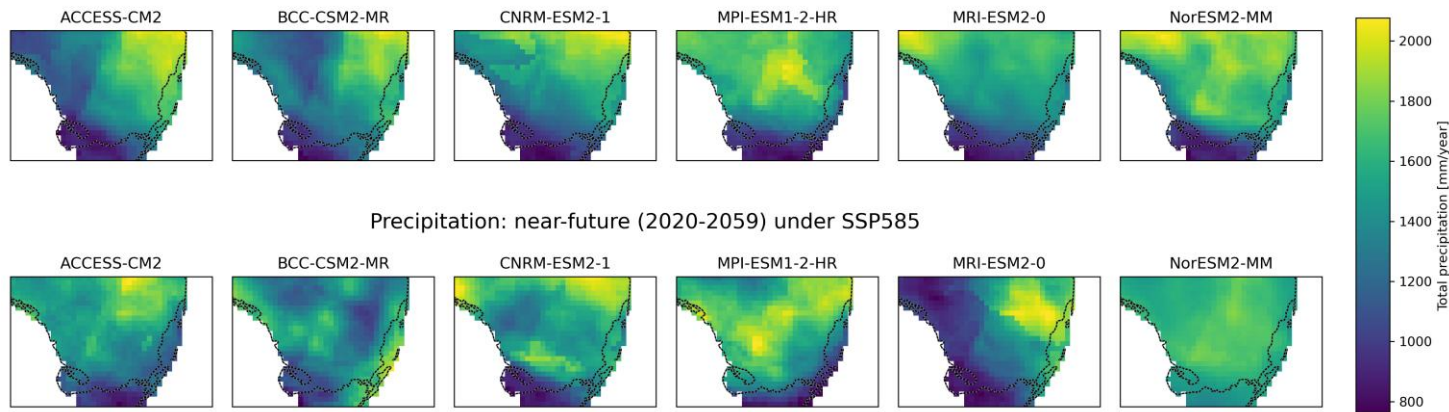 ACCESS-CM2 BCC-CSM2-MR CNRM-ESM2-1 MPI-ESM1-2-HR MRI-ESM2-0 NorESM2-MM
Precipitation: near-future (2020-2059) under SSP585
ACCESS-CM2 BCC-CSM2-MR CNRM-ESM2-1 MPI-ESM1-2-HR MRI-ESM2-0 NorESM2-MM
2000
1800
1600
1400
1200
1000
800
Total precipitation [mm/year]